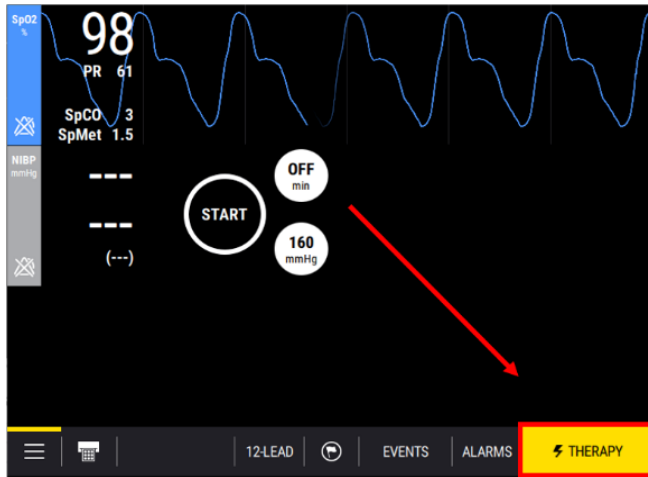 SpO2
%
98
PR 61
SpCO 3
SpMet 1.5
NIBP
mmHg
---
---
(---)
START
OFF
min
160
mmHg
12-LEAD
EVENTS
ALARMS
THERAPY